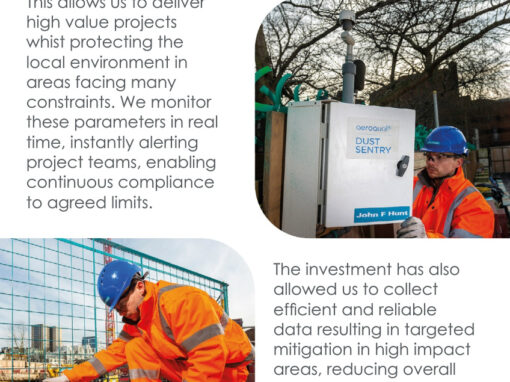 This allows us to deliver
high value projects
whist protecting the
local environment in
areas facing many
constraints. We monitor
these parameters in real
time, instantly alerting
project teams, enabling
continuous compliance
to agreed limits.
aeroqual
DUST
SENTRY
John F Hunt
The investment has also
allowed us to collect
efficient and reliable
data resulting in targeted
mitigation in high impact
areas, reducing overall